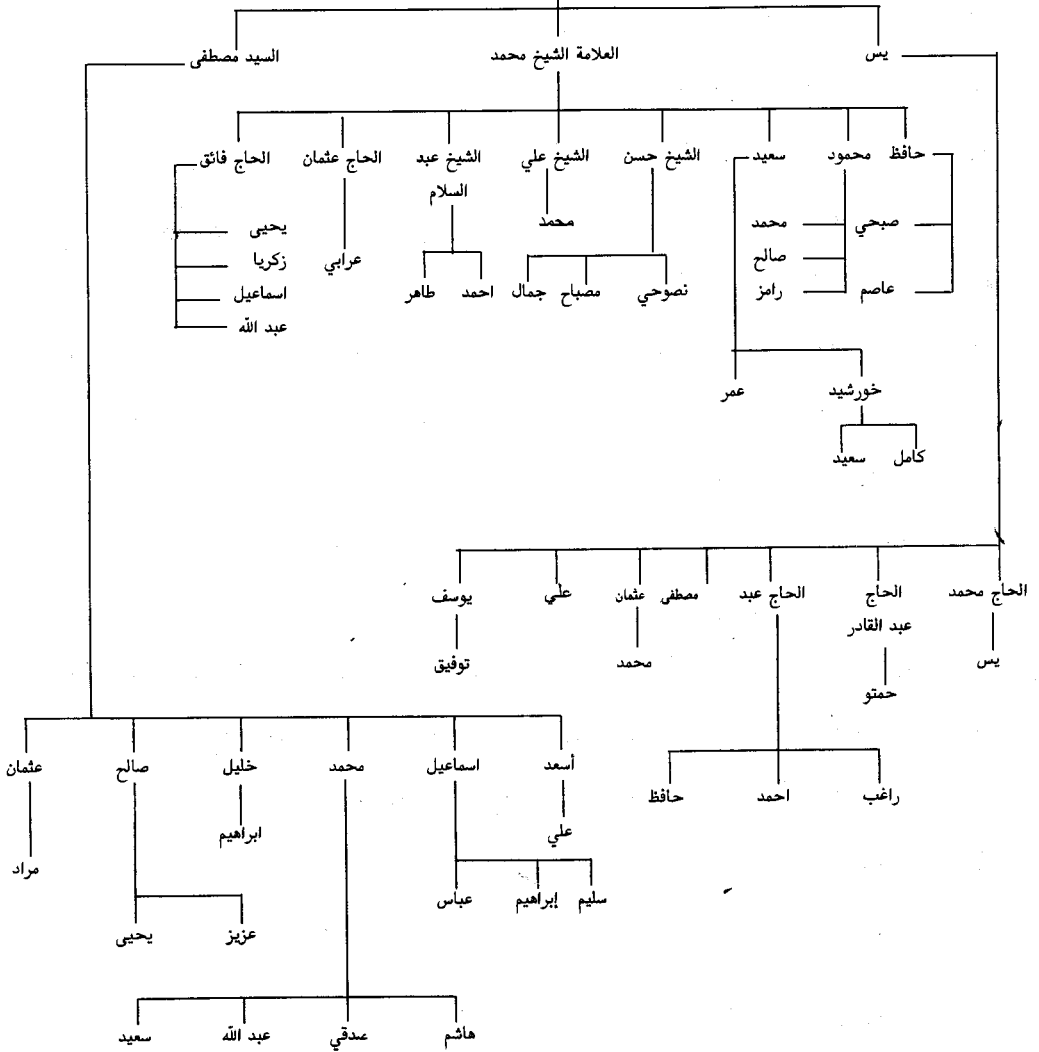 يس
العلامة الشيخ محمد
السيد مصطفى
حافظ
محمود
سعيد
الشيخ حسن
الشيخ علي
الشيخ عبد
السلام
الحاج عثمان
الحاج فائق
صبحي
عاصم
محمد
صالح
رامز
محمد
يحيى
زكريا
اسماعيل
عبد الله
عرابي
نصوحي
مصباح
جمال
احمد
طاهر
خورشيد
عمر
كامل
سعيد
الحاج محمد
الحاج
عبد القادر
الحاج عبد
مصطفى
عثمان
علي
يوسف
يس
حمتو
محمد
توفيق
راغب
احمد
حافظ
أسعد
اسماعيل
محمد
خليل
صالح
عثمان
علي
ابراهيم
مراد
سليم
إبراهيم
عباس
عزيز
يحيى
هاشم
صدقي
عبد الله
سعيد